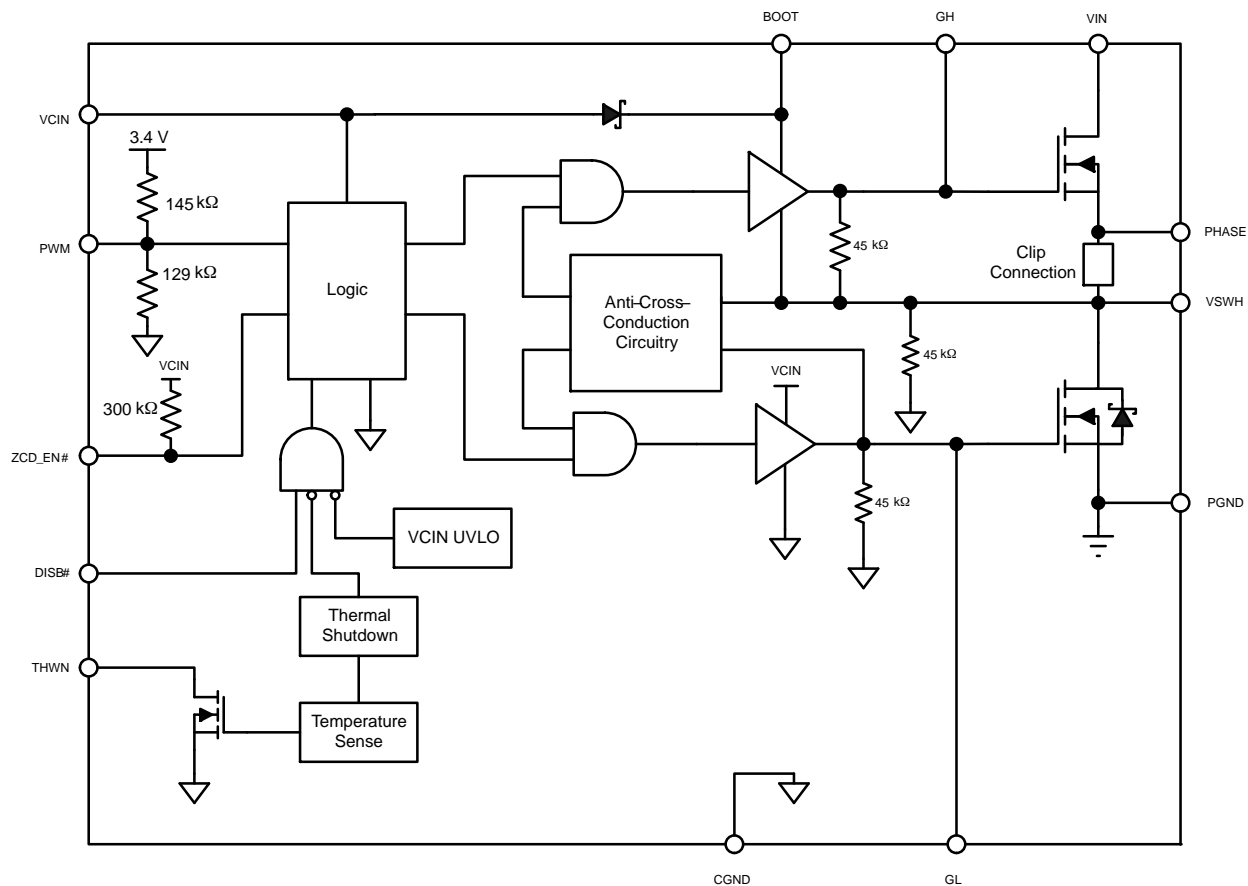 BOOT
GH
VIN
VCIN
3.4 V
145 kΩ
PWM
129 kΩ
Logic
45 kΩ
PHASE
Clip
Connection
Anti–Cross–
Conduction
Circuitry
VSWH
45 kΩ
VCIN
300 kΩ
VCIN
ZCD_EN#
45 kΩ
PGND
VCIN UVLO
DISB#
Thermal
Shutdown
THWN
Temperature
Sense
CGND
GL